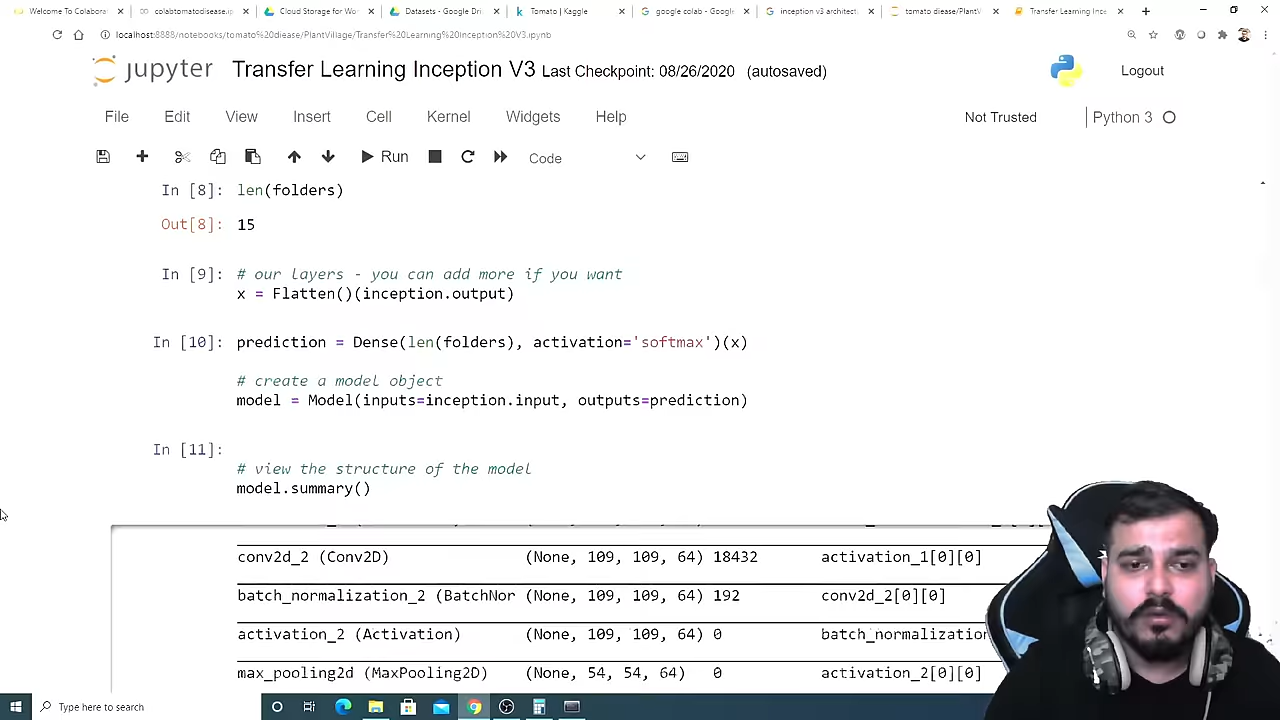 Welcome To Colabora
colabtomatodisease.ip
Cloud Storage for Wo
Datasets - Google Dri
Tomato | Kaggle
google colab - Google
inception v3 architect
tomato diease/PlantV
Transfer Learning Ince
localhost:8888/notebooks/tomato%20diease/PlantVillage/Transfer%20Learning%20Inception%20V3.ipynb
jupyter Transfer Learning Inception V3 Last Checkpoint: 08/26/2020 (autosaved) Logout
File Edit View Insert Cell Kernel Widgets Help Not Trusted Python 3
Run Code
In [8]: len(folders)
Out[8]: 15
In [9]: # our layers - you can add more if you want
x = Flatten()(inception.output)
In [10]: prediction = Dense(len(folders), activation='softmax')(x)
# create a model object
model = Model(inputs=inception.input, outputs=prediction)
In [11]:
# view the structure of the model
model.summary()
conv2d_2 (Conv2D) (None, 109, 109, 64) 18432 activation_1[0][0]
batch_normalization_2 (BatchNor (None, 109, 109, 64) 192 conv2d_2[0][0]
activation_2 (Activation) (None, 109, 109, 64) 0 batch_normalization
max_pooling2d (MaxPooling2D) (None, 54, 54, 64) 0 activation_2[0][0]
Type here to search